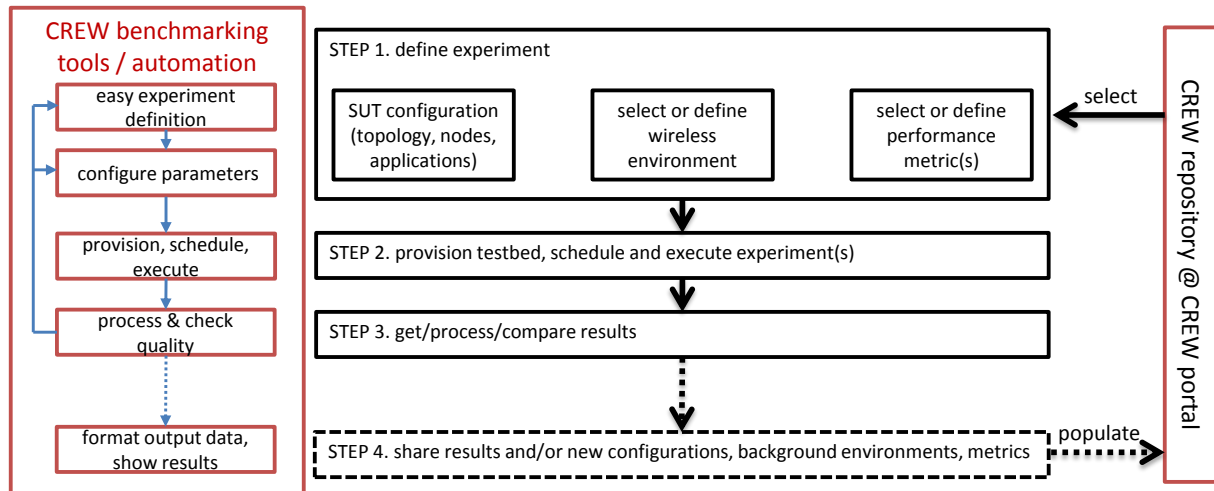 CREW benchmarking
tools / automation
easy experiment
definition
configure parameters
provision, schedule,
execute
process & check
quality
format output data,
show results
STEP 1. define experiment
SUT configuration
(topology, nodes,
applications)
select or define
wireless
environment
select or define
performance
metric(s)
STEP 2. provision testbed, schedule and execute experiment(s)
STEP 3. get/process/compare results
STEP 4. share results and/or new configurations, background environments, metrics
select
populate
CREW repository @ CREW portal